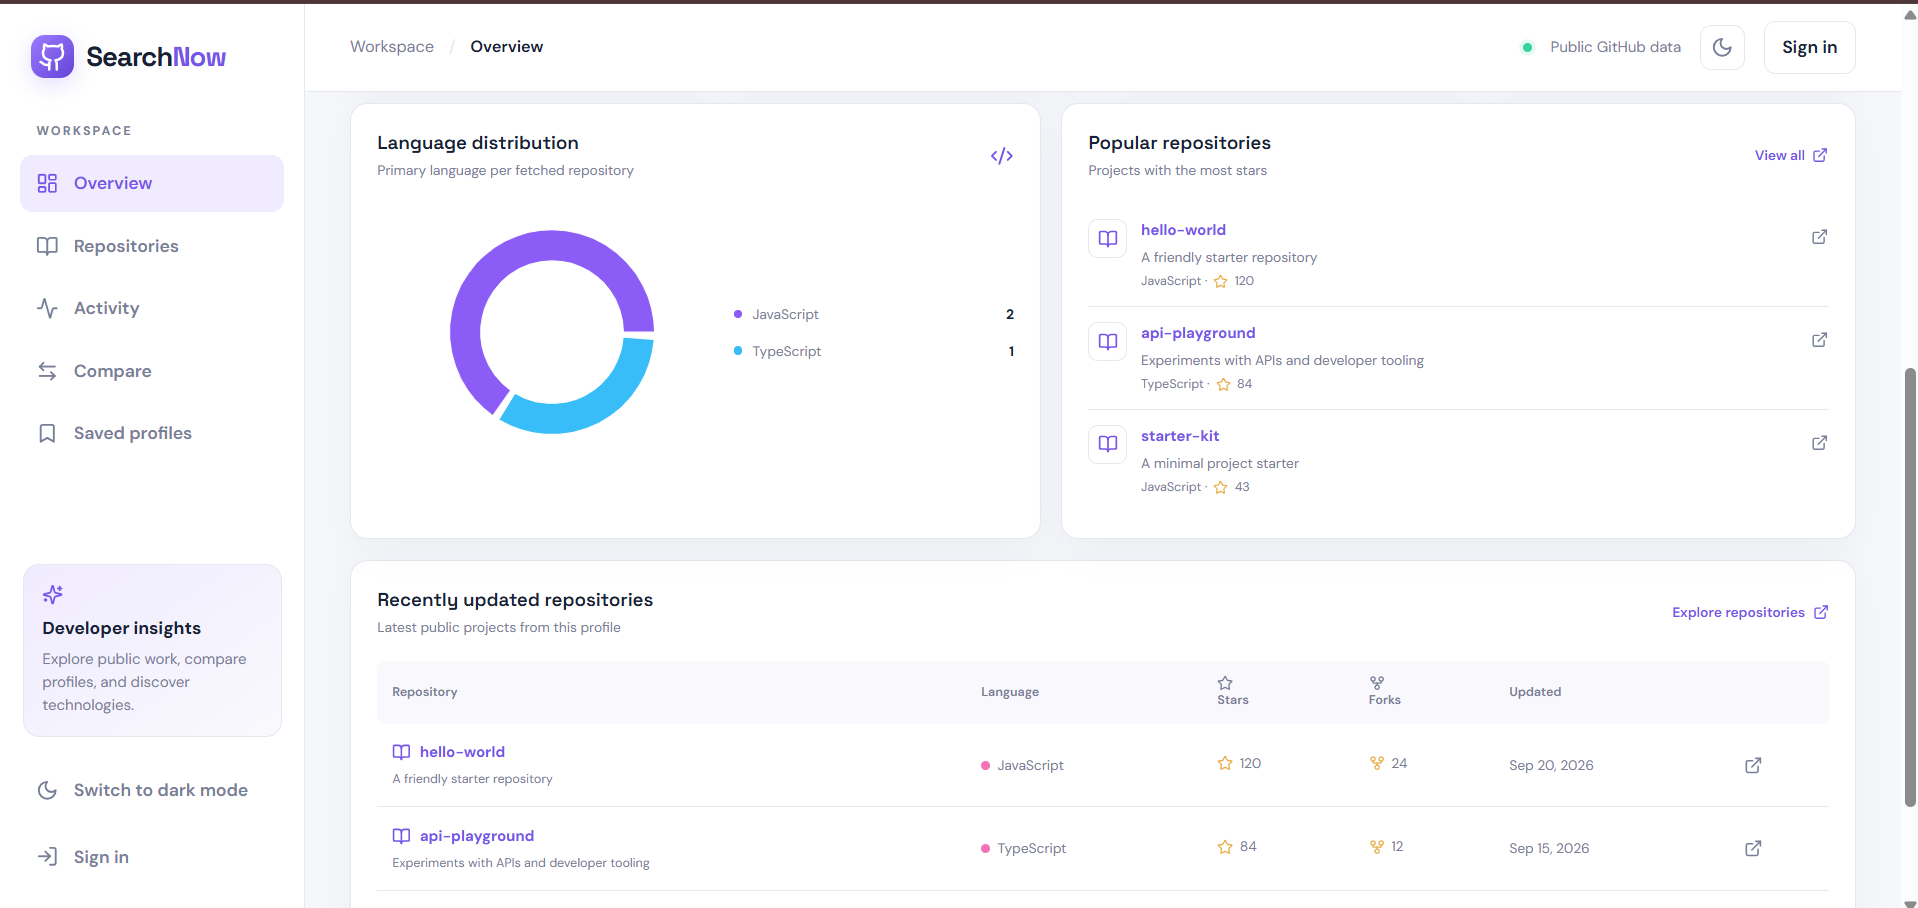 SearchNow
WORKSPACE
Overview
Repositories
Activity
Compare
Saved profiles
Developer insights
Explore public work, compare
profiles, and discover
technologies.
Switch to dark mode
Sign in
Workspace / Overview
Public GitHub data
Sign in
Language distribution
Primary language per fetched repository
JavaScript 2
TypeScript 1
Popular repositories
Projects with the most stars
View all
hello-world
A friendly starter repository
JavaScript · 120
api-playground
Experiments with APIs and developer tooling
TypeScript · 84
starter-kit
A minimal project starter
JavaScript · 43
Recently updated repositories
Latest public projects from this profile
Explore repositories
Repository Language Stars Forks Updated
hello-world
A friendly starter repository
JavaScript 120 24 Sep 20, 2026
api-playground
Experiments with APIs and developer tooling
TypeScript 84 12 Sep 15, 2026